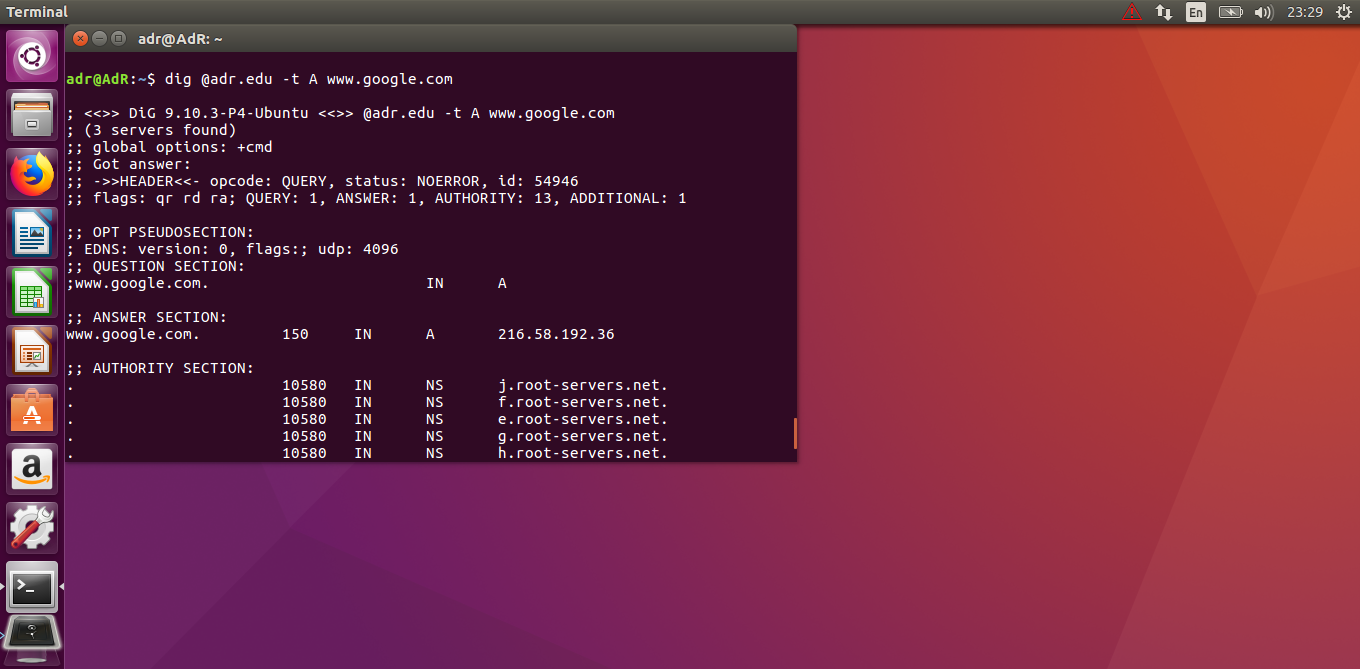 Terminal
En
23:29
adr@AdR: ~
adr@AdR:~$ dig @adr.edu -t A www.google.com
; <<>> DiG 9.10.3-P4-Ubuntu <<>> @adr.edu -t A www.google.com
; (3 servers found)
;; global options: +cmd
;; Got answer:
;; ->>HEADER<<- opcode: QUERY, status: NOERROR, id: 54946
;; flags: qr rd ra; QUERY: 1, ANSWER: 1, AUTHORITY: 13, ADDITIONAL: 1
;; OPT PSEUDOSECTION:
; EDNS: version: 0, flags:; udp: 4096
;; QUESTION SECTION:
;www.google.com. IN A
;; ANSWER SECTION:
www.google.com. 150 IN A 216.58.192.36
;; AUTHORITY SECTION:
. 10580 IN NS j.root-servers.net.
. 10580 IN NS f.root-servers.net.
. 10580 IN NS e.root-servers.net.
. 10580 IN NS g.root-servers.net.
. 10580 IN NS h.root-servers.net.